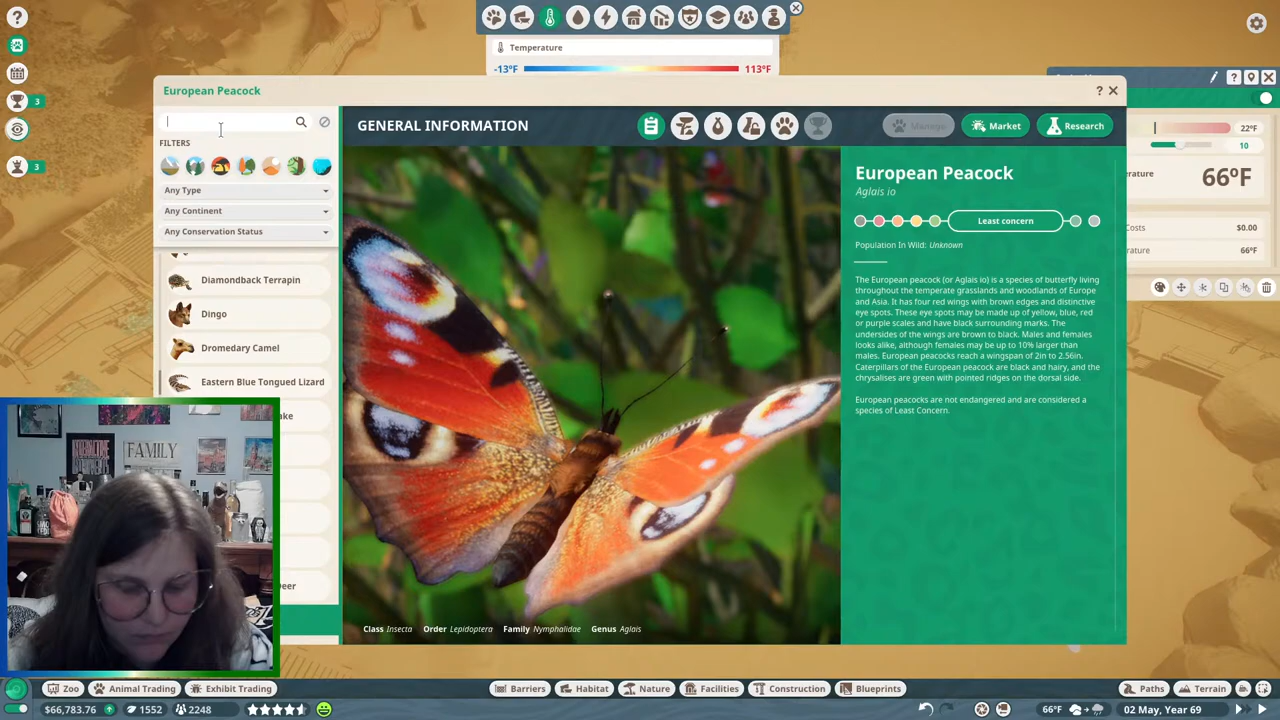 Temperature
-13°F 113°F
European Peacock
GENERAL INFORMATION
Manage
Market
Research
FILTERS
Any Type
Any Continent
Any Conservation Status
Diamondback Terrapin
Dingo
Dromedary Camel
Eastern Blue Tongued Lizard
European Peacock
Aglais io
Least concern
Population In Wild: Unknown
The European peacock (or Aglais io) is a species of butterfly living
throughout the temperate grasslands and woodlands of Europe
and Asia. It has four red wings with brown edges and distinctive
eye spots. These eye spots may be made up of yellow, blue, red
or purple scales and have black surrounding marks. The
undersides of the wings are brown to black. Males and females
looks alike, although females may be up to 10% larger than
males. European peacocks reach a wingspan of 2in to 2.56in.
Caterpillars of the European peacock are black and hairy, and the
chrysalises are green with pointed ridges on the dorsal side.
European peacocks are not endangered and are considered a
species of Least Concern.
Class Insecta Order Lepidoptera Family Nymphalidae Genus Aglais
22°F
10
66°F
Costs $0.00
66°F
3
3
FAMILY
Zoo
Animal Trading
Exhibit Trading
Barriers
Habitat
Nature
Facilities
Construction
Blueprints
Paths
Terrain
$66,783.76
1552
2248
66°F
02 May, Year 69